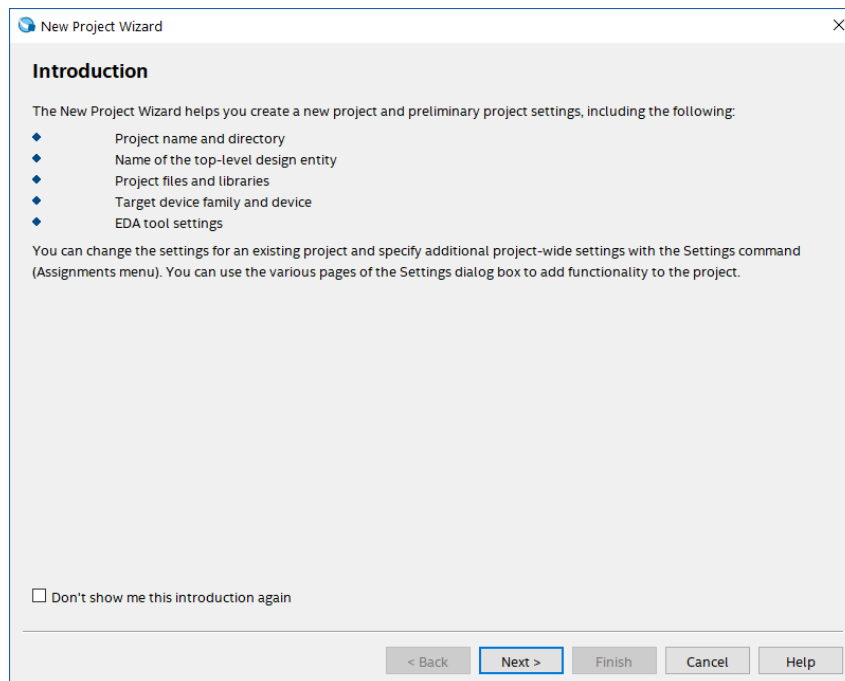 New Project Wizard
Introduction
The New Project Wizard helps you create a new project and preliminary project settings, including the following:
Project name and directory
Name of the top-level design entity
Project files and libraries
Target device family and device
EDA tool settings
You can change the settings for an existing project and specify additional project-wide settings with the Settings command
(Assignments menu). You can use the various pages of the Settings dialog box to add functionality to the project.
Don't show me this introduction again
< Back Next > Finish Cancel Help